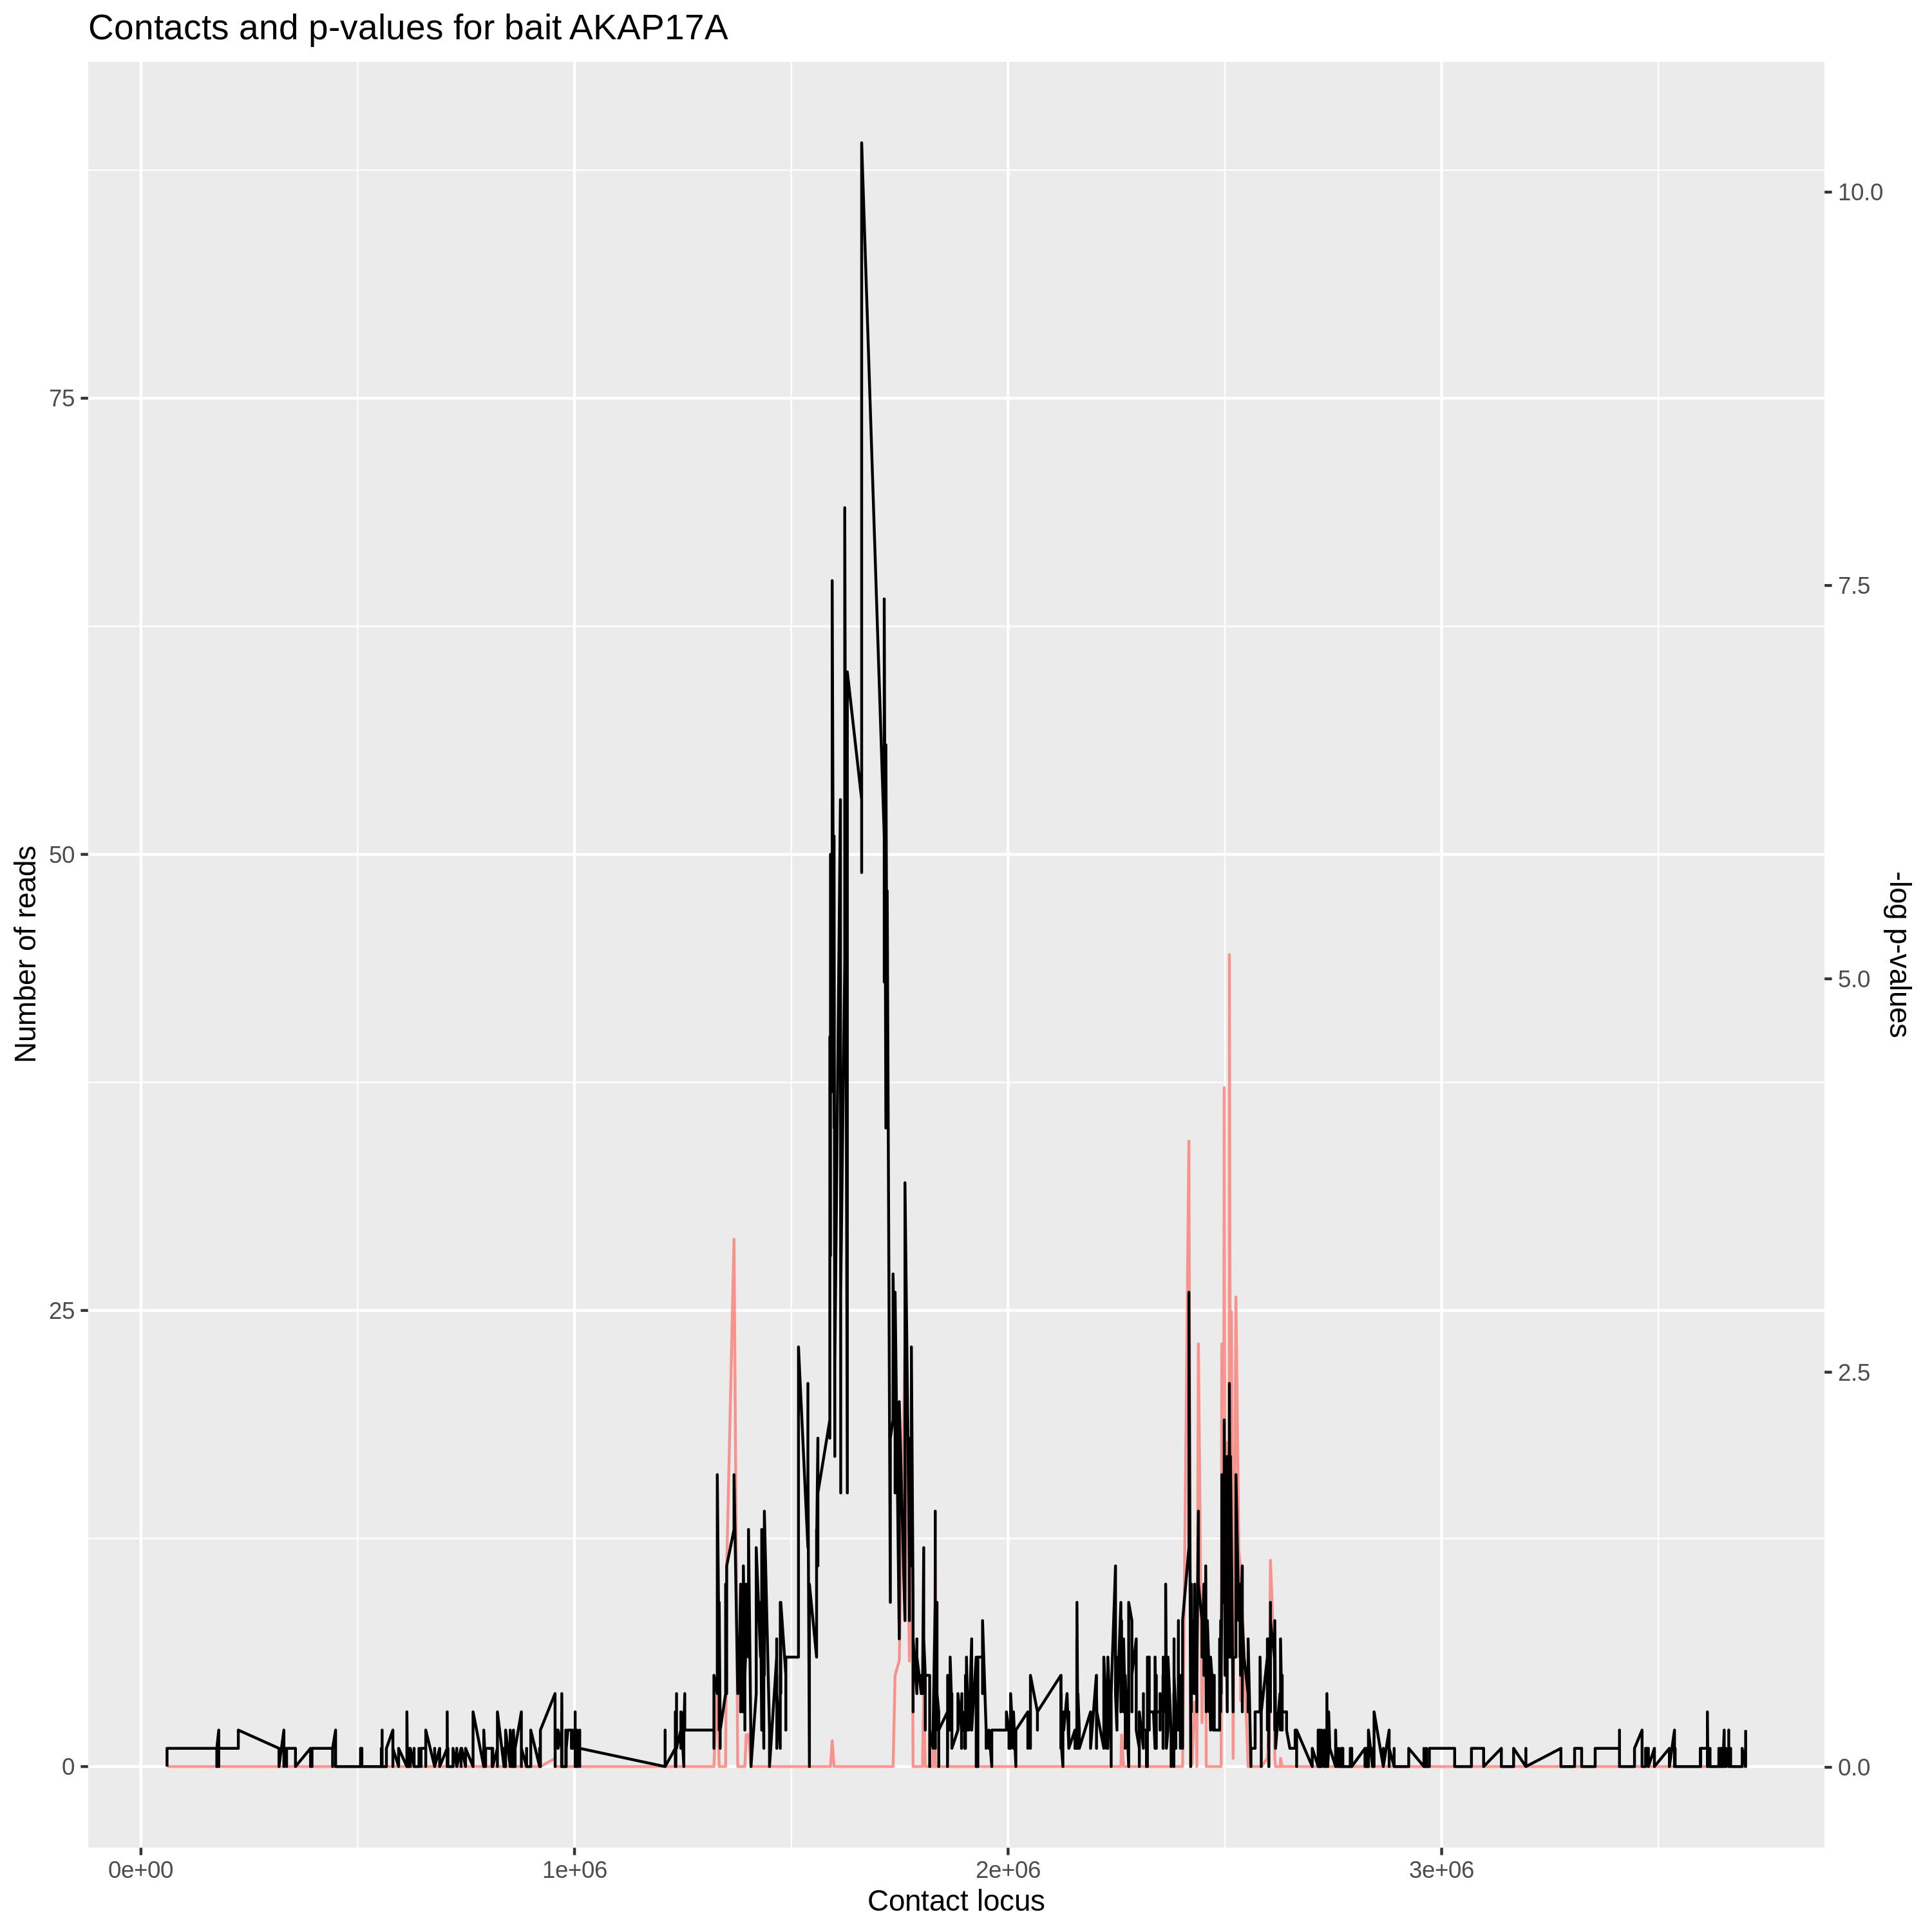 Contacts and p-values for bait AKAP17A
Number of reads
75
50
25
0
10.0
7.5
5.0
2.5
0.0
-log p-values
0e+00
1e+06
2e+06
3e+06
Contact locus